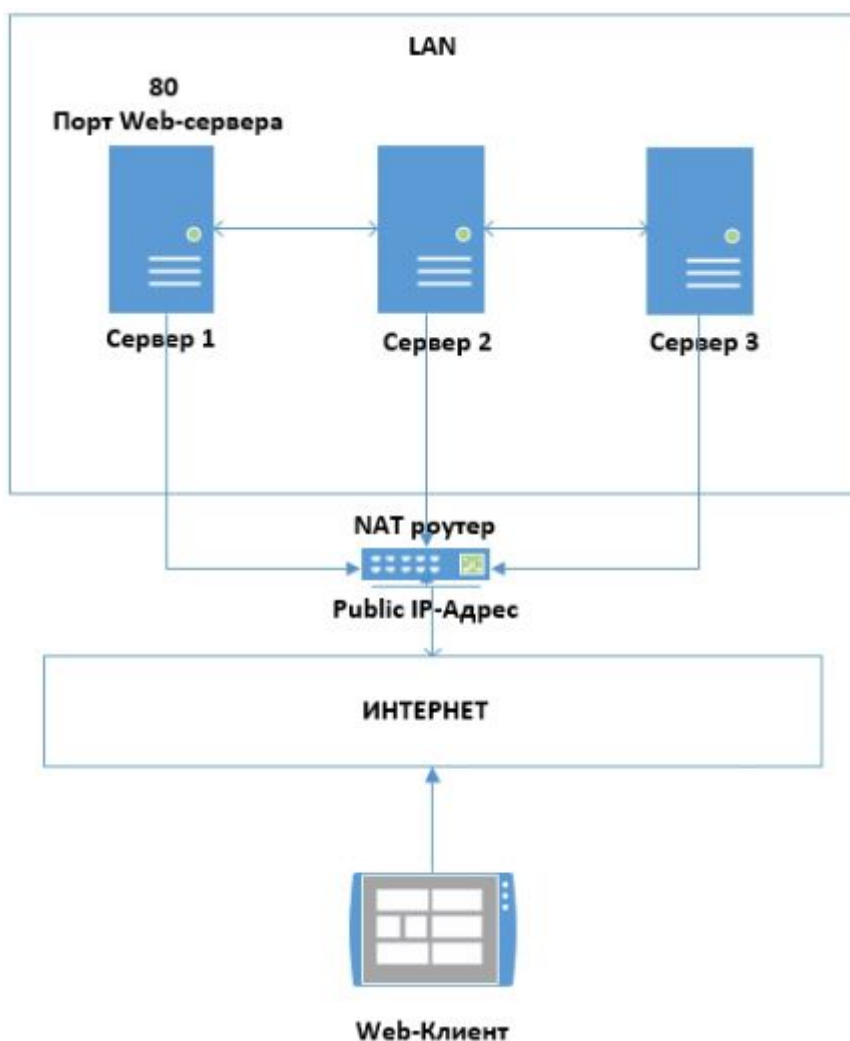 LAN
80
Порт Web-сервера
Сервер 1
Сервер 2
Сервер 3
NAT роутер
Public IP-Адрес
ИНТЕРНЕТ
Web-Клиент